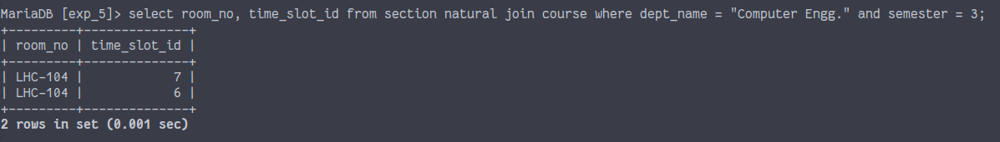 MariaDB [exp_5]> select room_no, time_slot_id from section natural join course where dept_name = "Computer Engg." and semester = 3;
+---------+--------------+
| room_no | time_slot_id |
+---------+--------------+
| LHC-104 |            7 |
| LHC-104 |            6 |
+---------+--------------+
2 rows in set (0.001 sec)